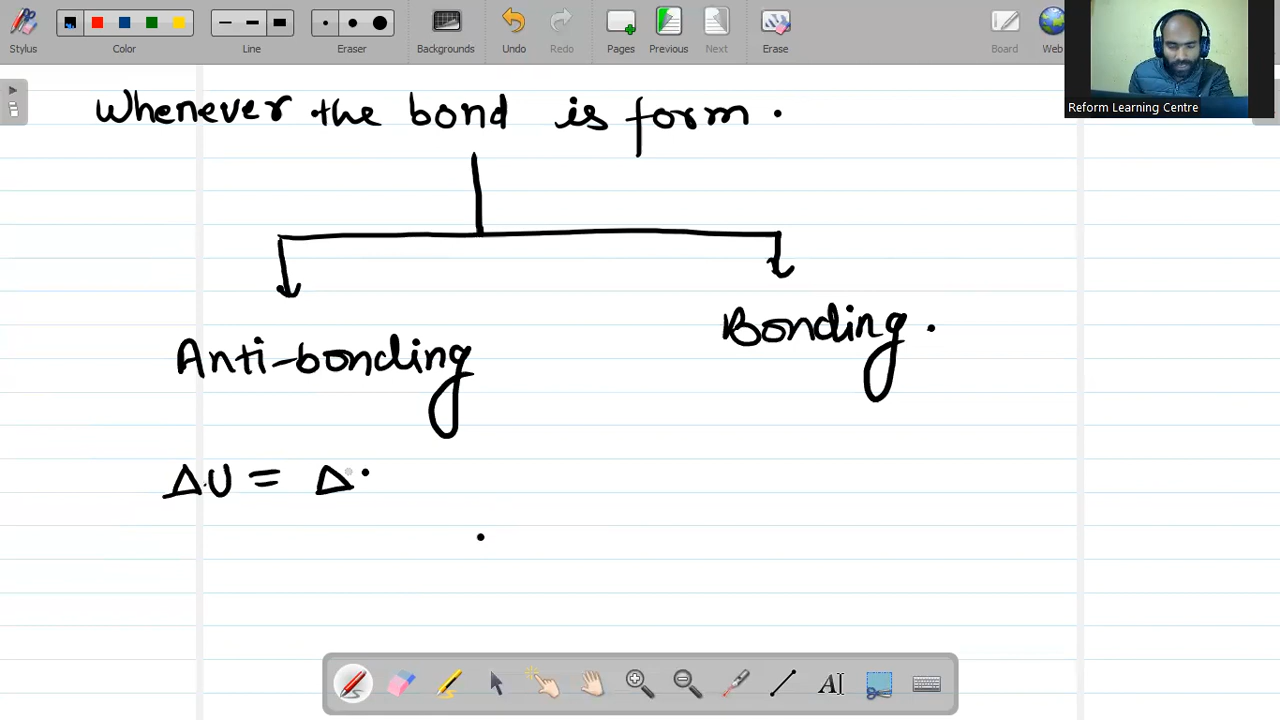 Stylus Color Line Eraser Backgrounds Undo Redo Pages Previous Next Erase Board Web
Reform Learning Centre
Whenever the bond is form.
Anti-bonding Bonding.
ΔU = Δ